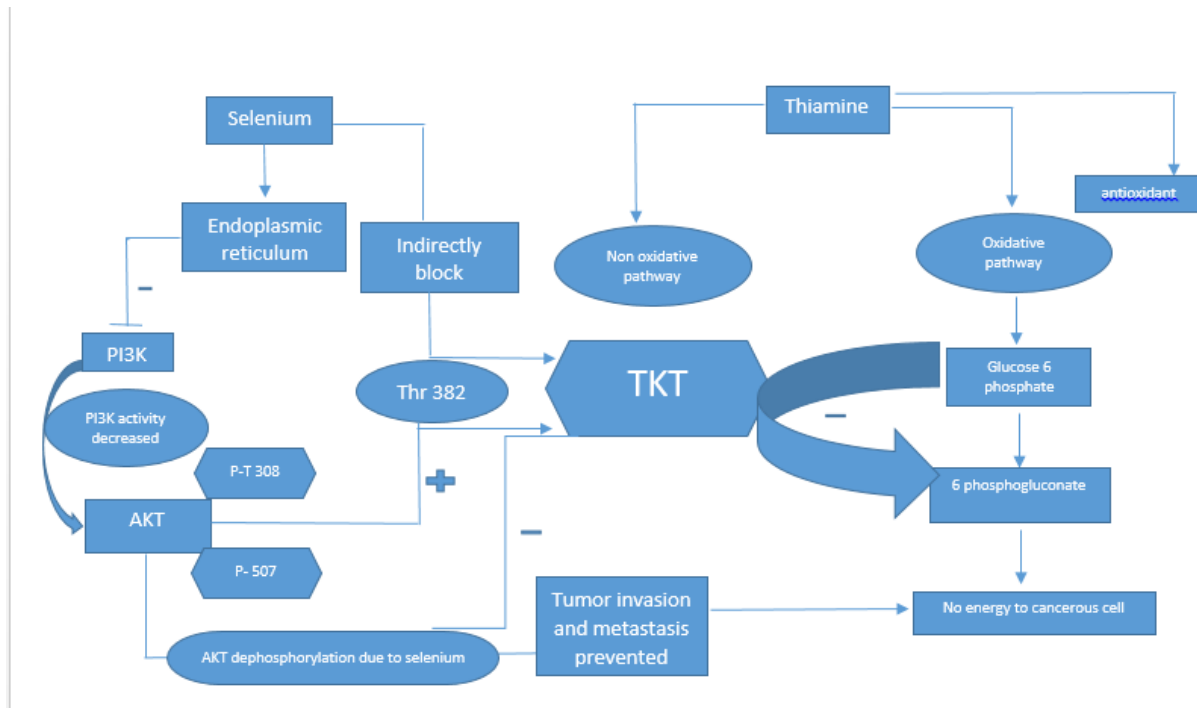 Selenium
Thiamine
antioxidant
Endoplasmic
reticulum
Indirectly
block
Non oxidative
pathway
Oxidative
pathway
PI3K
Thr 382
TKT
Glucose 6
phosphate
PI3K activity
decreased
P-T 308
6 phosphogluconate
AKT
P- 507
Tumor invasion
and metastasis
prevented
No energy to cancerous cell
AKT dephosphorylation due to selenium